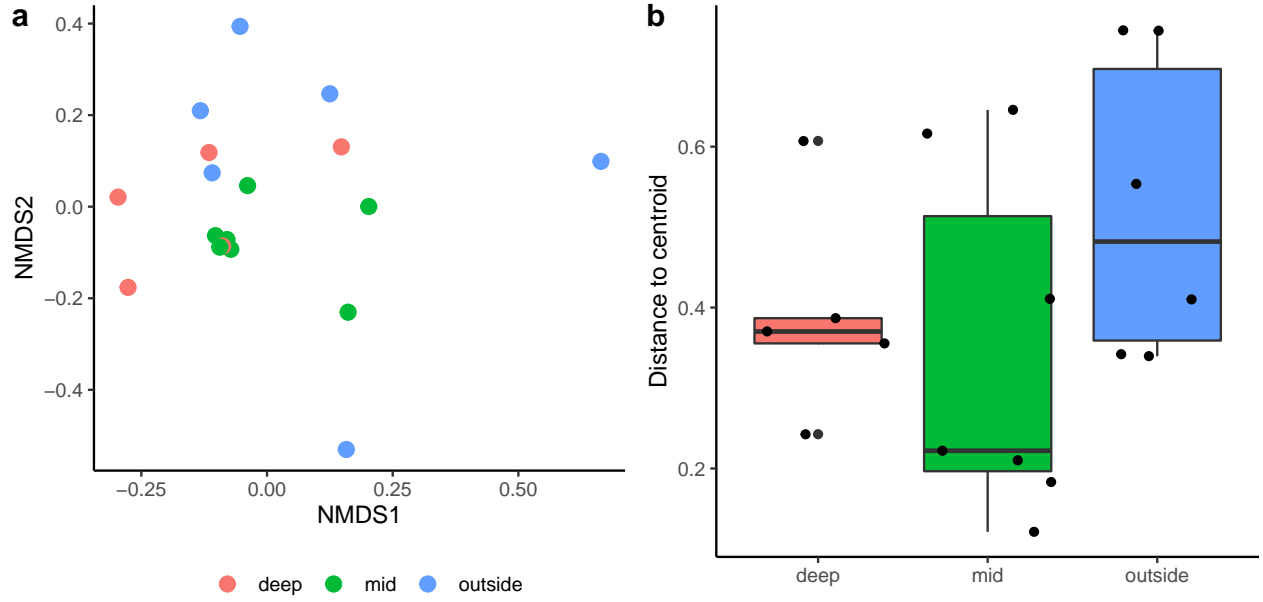 a
0.4
0.2
0.0
−0.2
−0.4
NMDS2
−0.25
0.00
0.25
0.50
NMDS1
deep
mid
outside
b
0.6
0.4
0.2
Distance to centroid
deep
mid
outside